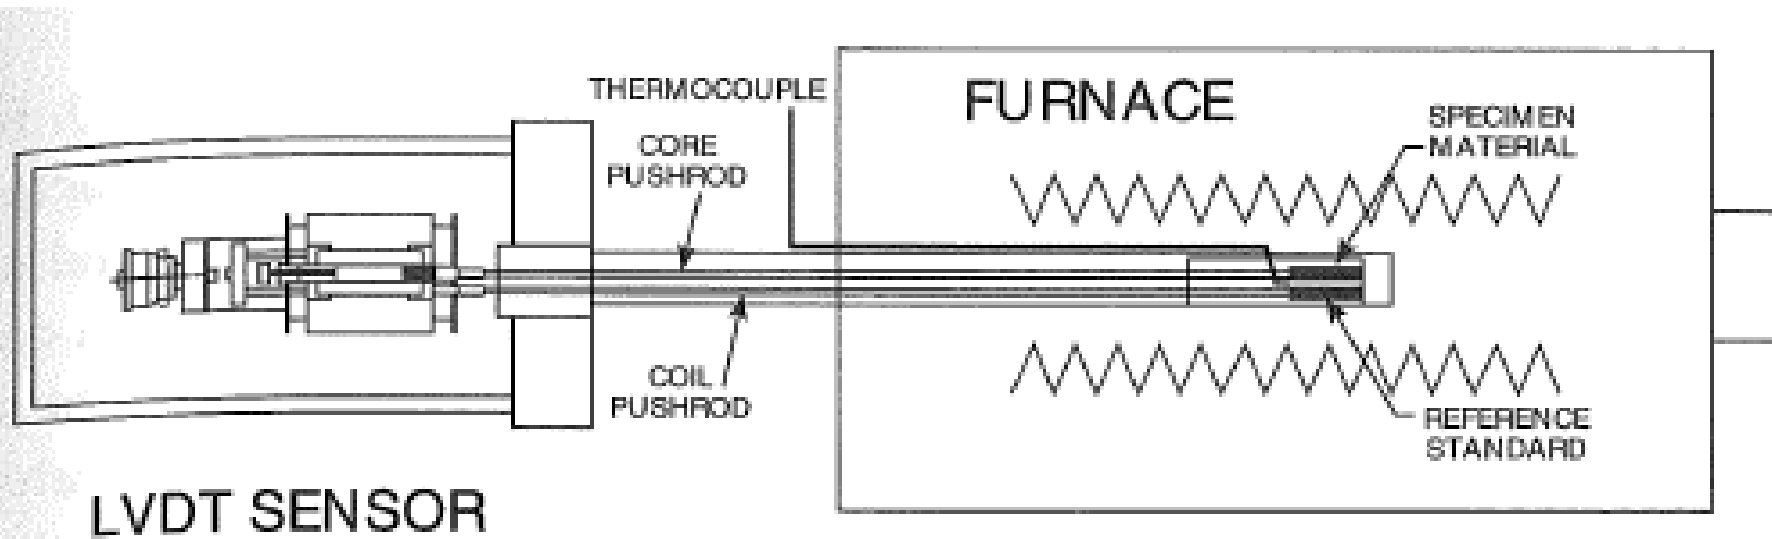 THERMOCOUPLE
FURNACE
CORE
PUSHROD
SPECIMEN
MATERIAL
COIL
PUSHROD
REFERENCE
STANDARD
LVDT SENSOR